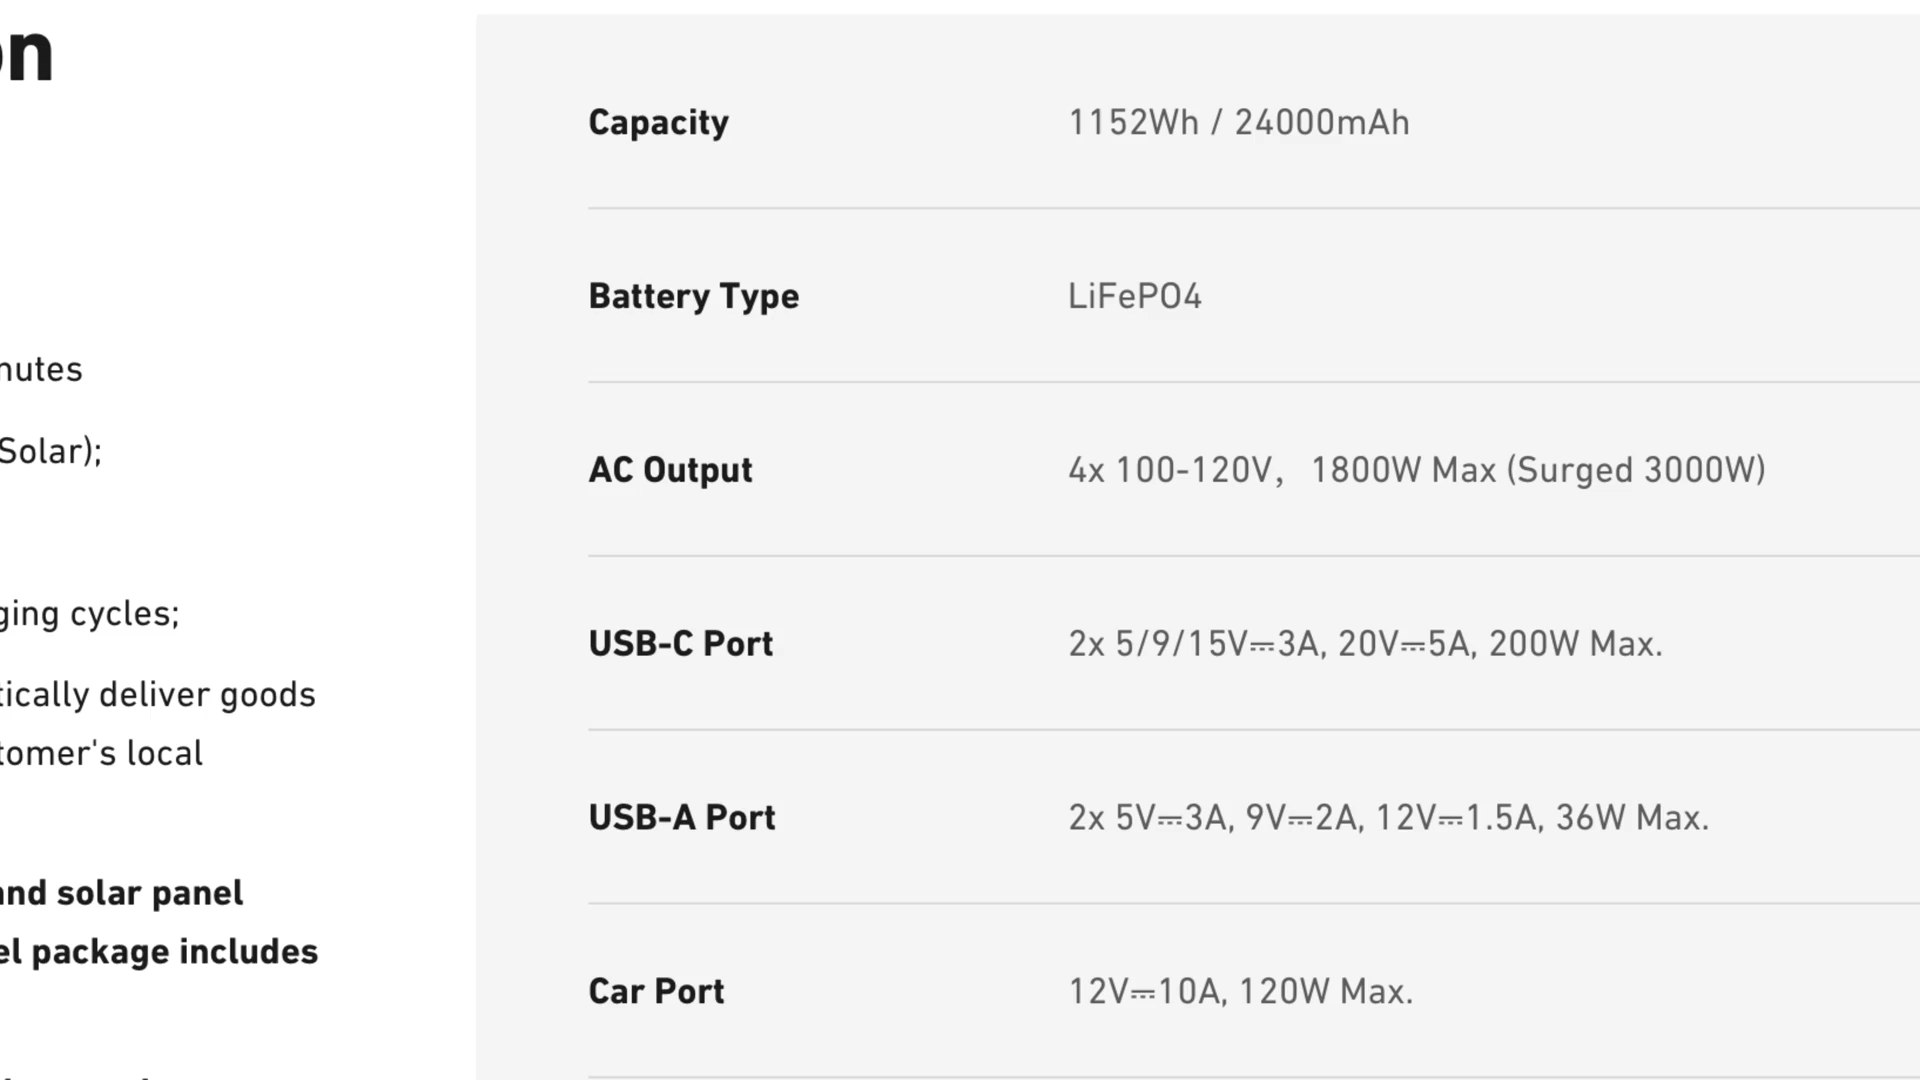 on
nutes
Solar);
ging cycles;
tically deliver goods
tomer's local
and solar panel
el package includes
Capacity 1152Wh / 24000mAh
Battery Type LiFePO4
AC Output 4x 100-120V, 1800W Max (Surged 3000W)
USB-C Port 2x 5/9/15V⎓3A, 20V⎓5A, 200W Max.
USB-A Port 2x 5V⎓3A, 9V⎓2A, 12V⎓1.5A, 36W Max.
Car Port 12V⎓10A, 120W Max.